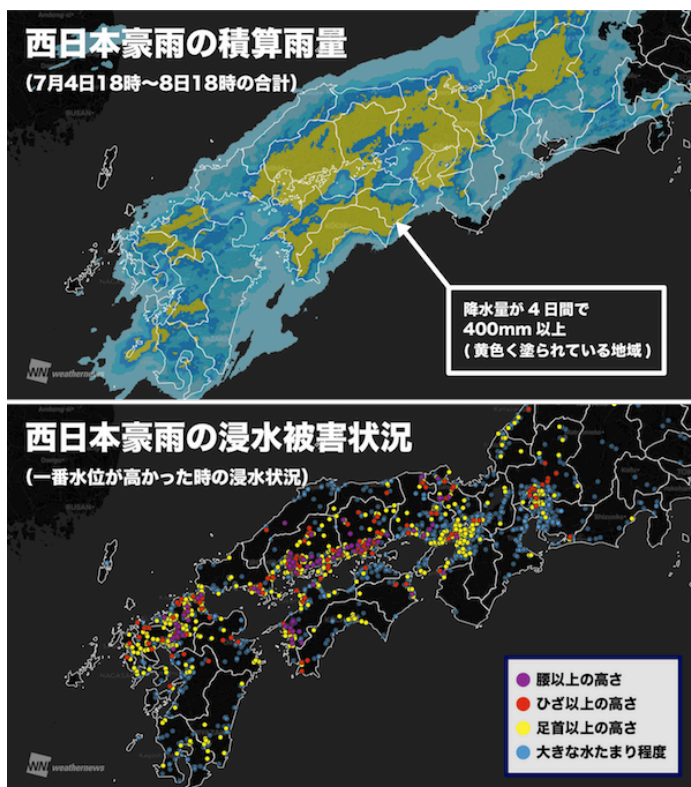 西日本豪雨の積算雨量
(7月4日18時〜8日18時の合計)
BUSAN
降水量が4日間で
400mm 以上
(黄色く塗られている地域)
WN weathernews
西日本豪雨の浸水被害状況
(一番水位が高かった時の浸水状況)
BUSAN
NAGASA
腰以上の高さ
ひざ以上の高さ
足首以上の高さ
大きな水たまり程度
WN weathernews